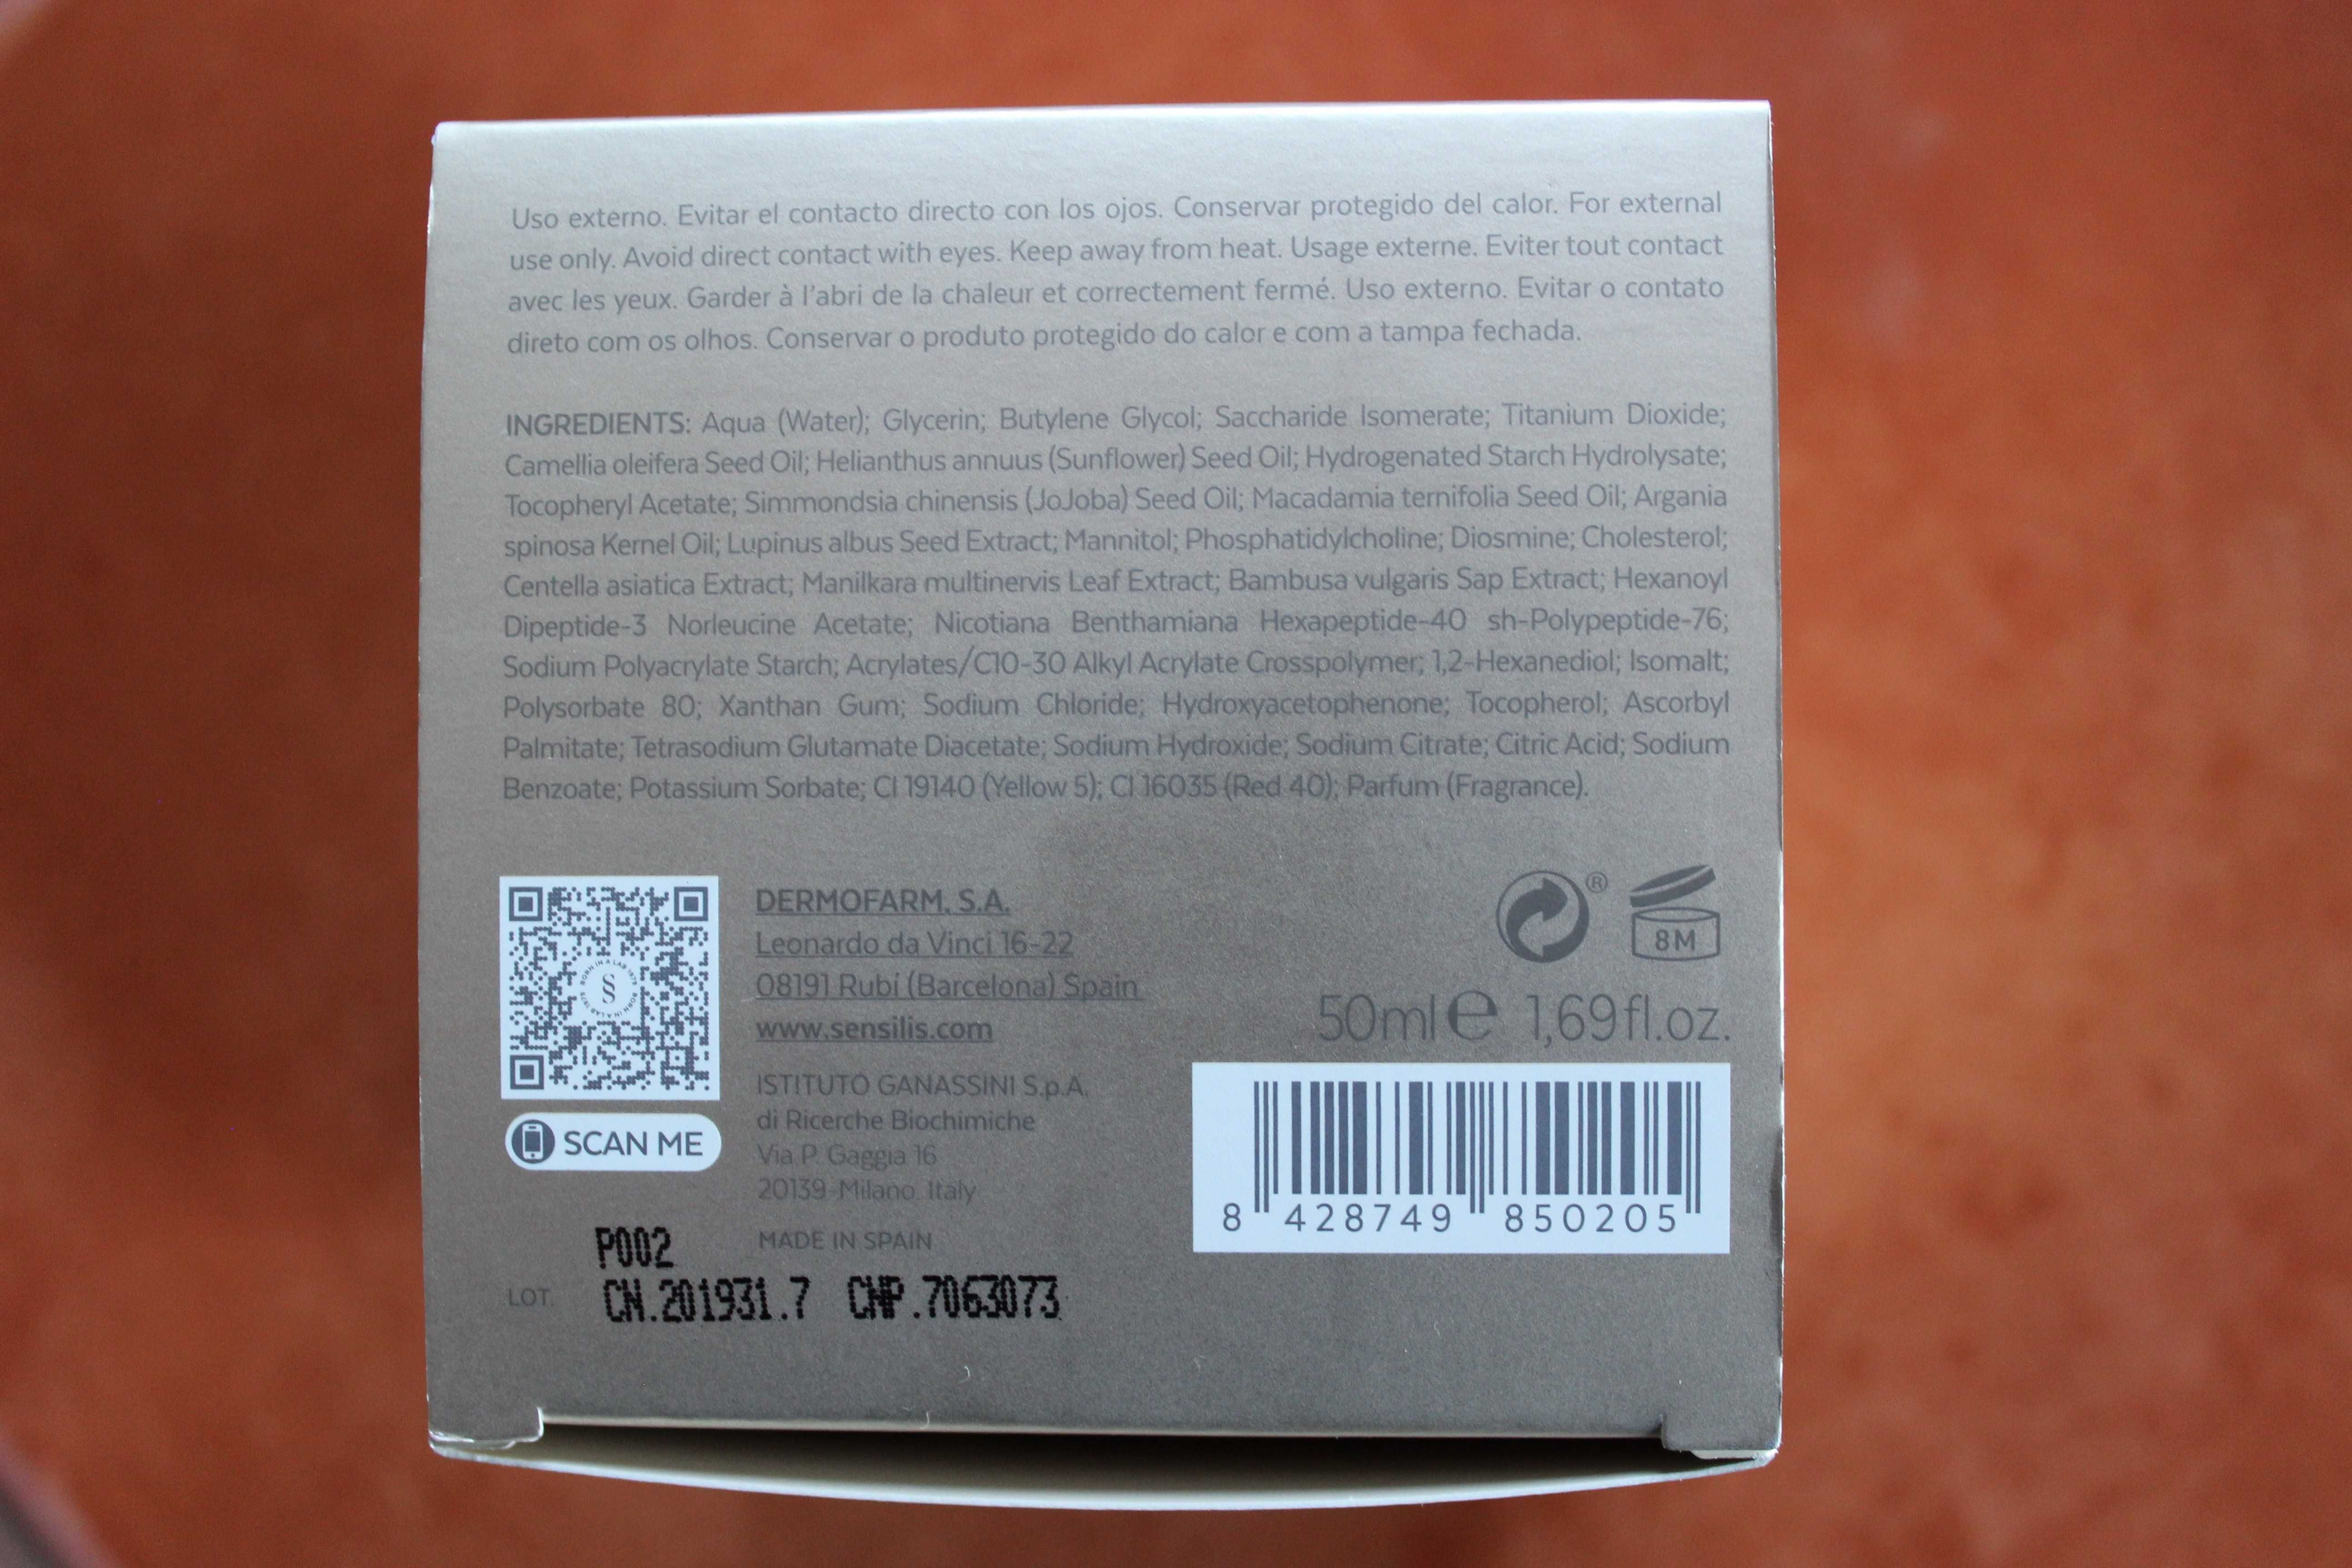 Uso externo. Evitar el contacto directo con los ojos. Conservar protegido del calor. For external
use only. Avoid direct contact with eyes. Keep away from heat. Usage externe. Eviter tout contact
avec les yeux. Garder à l'abri de la chaleur et correctement fermé. Uso externo. Evitar o contato
direto com os olhos. Conservar o produto protegido do calor e com a tampa fechada.
INGREDIENTS: Aqua (Water); Glycerin; Butylene Glycol; Saccharide Isomerate; Titanium Dioxide;
Camellia oleifera Seed Oil; Helianthus annuus (Sunflower) Seed Oil; Hydrogenated Starch Hydrolysate;
Tocopheryl Acetate; Simmondsia chinensis (JoJoba) Seed Oil; Macadamia ternifolia Seed Oil; Argania
spinosa Kernel Oil; Lupinus albus Seed Extract; Mannitol; Phosphatidylcholine; Diosmine; Cholesterol;
Centella asiatica Extract; Manilkara multinervis Leaf Extract; Bambusa vulgaris Sap Extract; Hexanoyl
Dipeptide-3 Norleucine Acetate; Nicotiana Benthamiana Hexapeptide-40 sh-Polypeptide-76;
Sodium Polyacrylate Starch; Acrylates/C10-30 Alkyl Acrylate Crosspolymer; 1,2-Hexanediol; Isomalt;
Polysorbate 80; Xanthan Gum; Sodium Chloride; Hydroxyacetophenone; Tocopherol; Ascorbyl
Palmitate; Tetrasodium Glutamate Diacetate; Sodium Hydroxide; Sodium Citrate; Citric Acid; Sodium
Benzoate; Potassium Sorbate; CI 19140 (Yellow 5); CI 16035 (Red 40); Parfum (Fragrance).
BORN IN A LAB 1979 BORN IN A LAB 1979
SCAN ME
DERMOFARM, S.A.
Leonardo da Vinci 16-22
08191 Rubí (Barcelona) Spain
www.sensilis.com
ISTITUTO GANASSINI S.p.A.
di Ricerche Biochimiche
Via P. Gaggia 16
20139 Milano. Italy
MADE IN SPAIN
®
8M
50ml e 1,69fl.oz.
8 428749 850205
P002
LOT. CN.201931.7 CNP.7063073